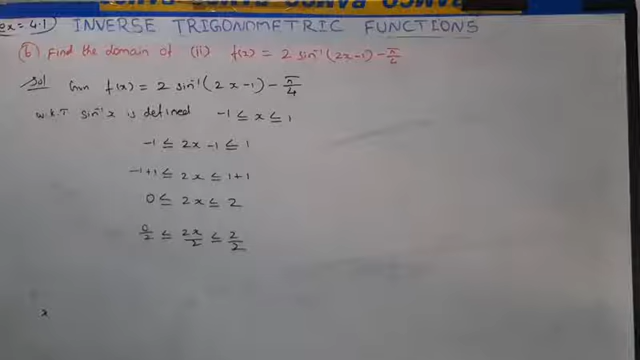 Ex = 4.1) INVERSE TRIGONOMETRIC FUNCTIONS
⑥ Find the domain of (ii) f(x) = 2 sin⁻¹(2x-1) - π/4
Sol Gvn f(x) = 2 sin⁻¹(2x-1) - π/4
w.k.T sin⁻¹x is defined -1 ≤ x ≤ 1
-1 ≤ 2x -1 ≤ 1
-1+1 ≤ 2x ≤ 1+1
0 ≤ 2x ≤ 2
0/2 ≤ 2x/2 ≤ 2/2
x